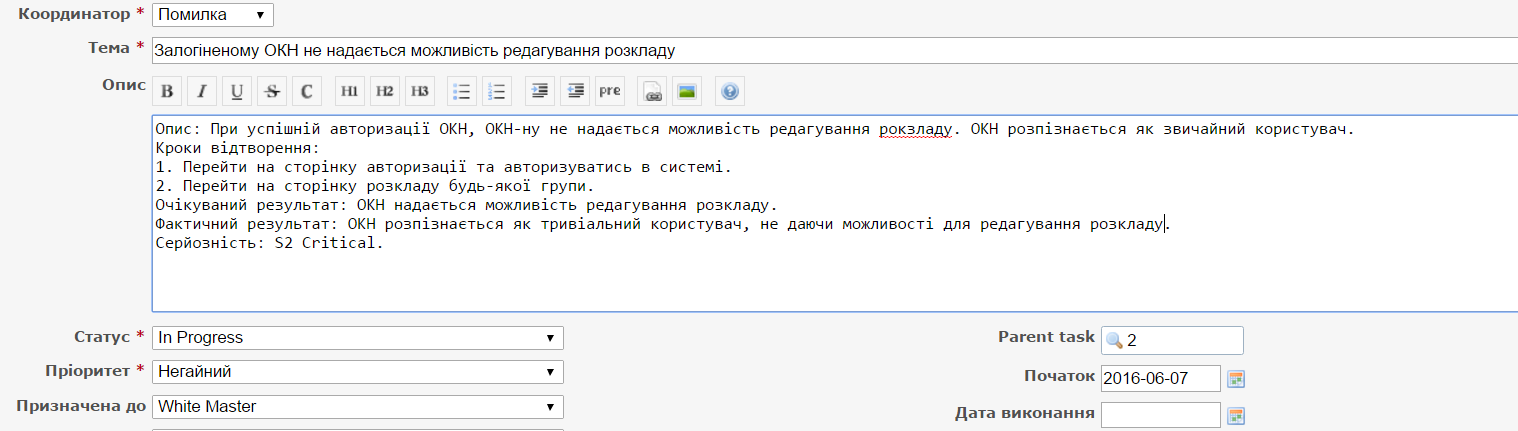 Координатор * Помилка
Тема * Залогіненому ОКН не надається можливість редагування розкладу
Опис B I U S C H1 H2 H3 pre
Опис: При успішній авторизації ОКН, ОКН-ну не надається можливість редагування рокзладу. ОКН розпізнається як звичайний користувач.
Кроки відтворення:
1. Перейти на сторінку авторизації та авторизуватись в системі.
2. Перейти на сторінку розкладу будь-якої групи.
Очікуваний результат: ОКН надається можливість редагування розкладу.
Фактичний результат: ОКН розпізнається як тривіальний користувач, не даючи можливості для редагування розкладу.
Серйозність: S2 Critical.
Статус * In Progress Parent task 2
Пріоритет * Негайний Початок 2016-06-07
Призначена до White Master Дата виконання